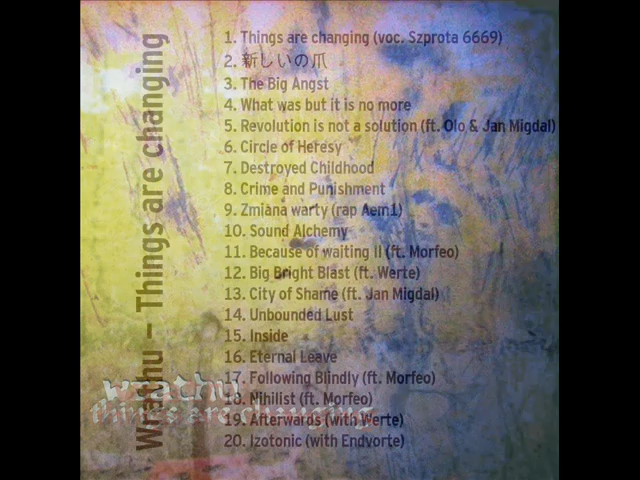 Wrathu – Things are changing
1. Things are changing (voc. Szprota 6669)
2. 新しいの爪
3. The Big Angst
4. What was but it is no more
5. Revolution is not a solution (ft. Olo & Jan Migdal)
6. Circle of Heresy
7. Destroyed Childhood
8. Crime and Punishment
9. Zmiana warty (rap Aem1)
10. Sound Alchemy
11. Because of waiting II (ft. Morfeo)
12. Big Bright Blast (ft. Werte)
13. City of Shame (ft. Jan Migdal)
14. Unbounded Lust
15. Inside
16. Eternal Leave
17. Following Blindly (ft. Morfeo)
18. Nihilist (ft. Morfeo)
19. Afterwards (with Werte)
20. Izotonic (with Endvorte)
wrathu
things are changing